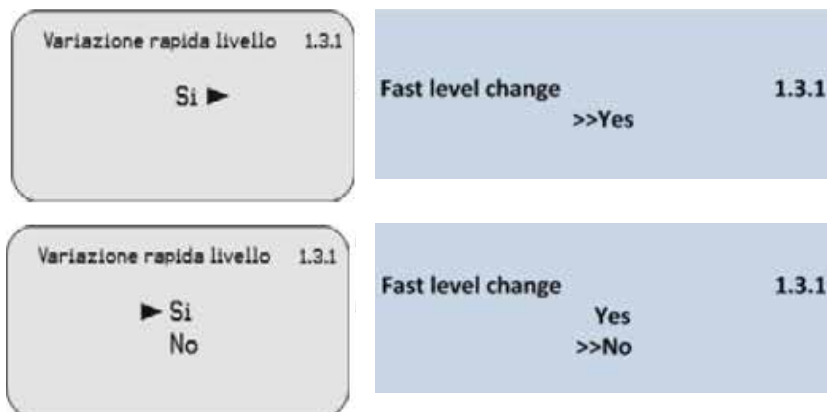 Variazione rapida livello 1.3.1
Si ►
Fast level change 1.3.1
>>Yes
Variazione rapida livello 1.3.1
► Si
No
Fast level change 1.3.1
Yes
>>No